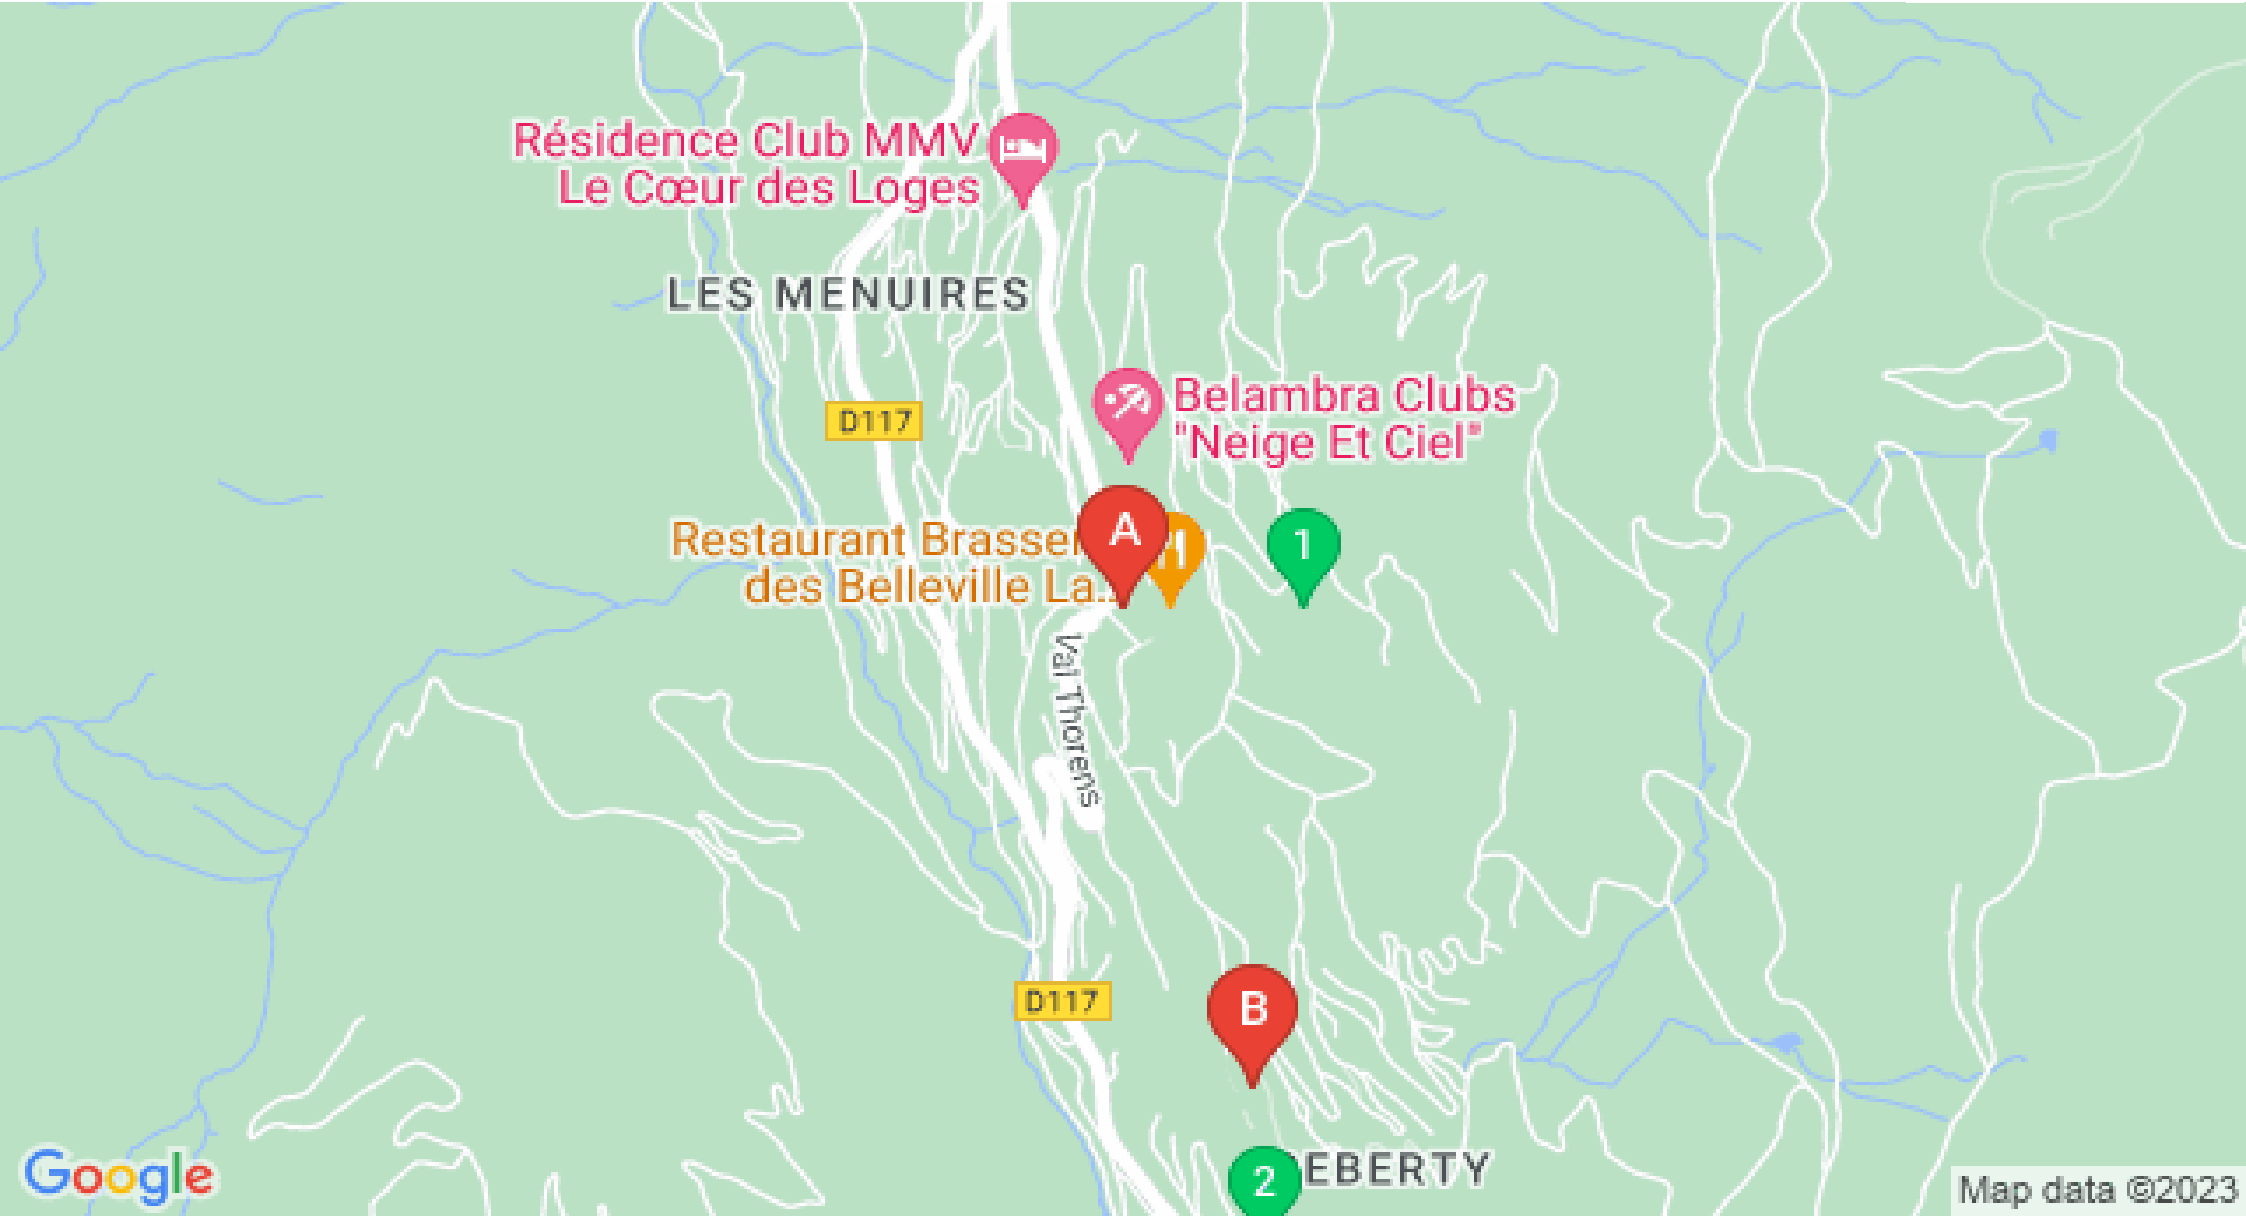 Résidence Club MMV
Le Cœur des Loges
LES MENUIRES
Belambra Clubs
"Neige Et Ciel"
D117
A
1
Restaurant Brasser
des Belleville La...
Val Thorens
D117
B
2
EBERTY
Google
Map data ©2023